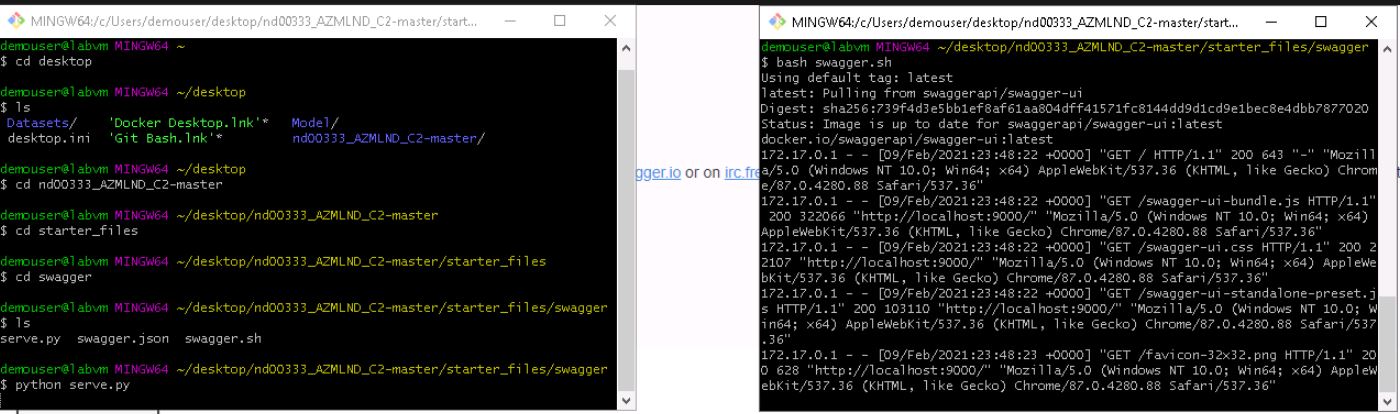 MINGW64:/c/Users/demouser/desktop/nd00333_AZMLND_C2-master/start...
demouser@labvm MINGW64 ~
$ cd desktop
demouser@labvm MINGW64 ~/desktop
$ ls
Datasets/ 'Docker Desktop.lnk'* Model/
desktop.ini 'Git Bash.lnk'* nd00333_AZMLND_C2-master/
demouser@labvm MINGW64 ~/desktop
$ cd nd00333_AZMLND_C2-master
demouser@labvm MINGW64 ~/desktop/nd00333_AZMLND_C2-master
$ cd starter_files
demouser@labvm MINGW64 ~/desktop/nd00333_AZMLND_C2-master/starter_files
$ cd swagger
demouser@labvm MINGW64 ~/desktop/nd00333_AZMLND_C2-master/starter_files/swagger
$ ls
serve.py swagger.json swagger.sh
demouser@labvm MINGW64 ~/desktop/nd00333_AZMLND_C2-master/starter_files/swagger
$ python serve.py
gger.io or on irc.fre
MINGW64:/c/Users/demouser/desktop/nd00333_AZMLND_C2-master/start...
demouser@labvm MINGW64 ~/desktop/nd00333_AZMLND_C2-master/starter_files/swagger
$ bash swagger.sh
Using default tag: latest
latest: Pulling from swaggerapi/swagger-ui
Digest: sha256:739f4d3e5bb1ef8af61aa804dff41571fc8144dd9d1cd9e1bec8e4dbb7877020
Status: Image is up to date for swaggerapi/swagger-ui:latest
docker.io/swaggerapi/swagger-ui:latest
172.17.0.1 - - [09/Feb/2021:23:48:22 +0000] "GET / HTTP/1.1" 200 643 "-" "Mozill
a/5.0 (Windows NT 10.0; Win64; x64) AppleWebKit/537.36 (KHTML, like Gecko) Chrom
e/87.0.4280.88 Safari/537.36"
172.17.0.1 - - [09/Feb/2021:23:48:22 +0000] "GET /swagger-ui-bundle.js HTTP/1.1"
200 322066 "http://localhost:9000/" "Mozilla/5.0 (Windows NT 10.0; Win64; x64)
AppleWebKit/537.36 (KHTML, like Gecko) Chrome/87.0.4280.88 Safari/537.36"
172.17.0.1 - - [09/Feb/2021:23:48:22 +0000] "GET /swagger-ui.css HTTP/1.1" 200 2
2107 "http://localhost:9000/" "Mozilla/5.0 (Windows NT 10.0; Win64; x64) AppleWe
bKit/537.36 (KHTML, like Gecko) Chrome/87.0.4280.88 Safari/537.36"
172.17.0.1 - - [09/Feb/2021:23:48:22 +0000] "GET /swagger-ui-standalone-preset.j
s HTTP/1.1" 200 103110 "http://localhost:9000/" "Mozilla/5.0 (Windows NT 10.0; W
in64; x64) AppleWebKit/537.36 (KHTML, like Gecko) Chrome/87.0.4280.88 Safari/537
.36"
172.17.0.1 - - [09/Feb/2021:23:48:23 +0000] "GET /favicon-32x32.png HTTP/1.1" 20
0 628 "http://localhost:9000/" "Mozilla/5.0 (Windows NT 10.0; Win64; x64) AppleW
ebKit/537.36 (KHTML, like Gecko) Chrome/87.0.4280.88 Safari/537.36"